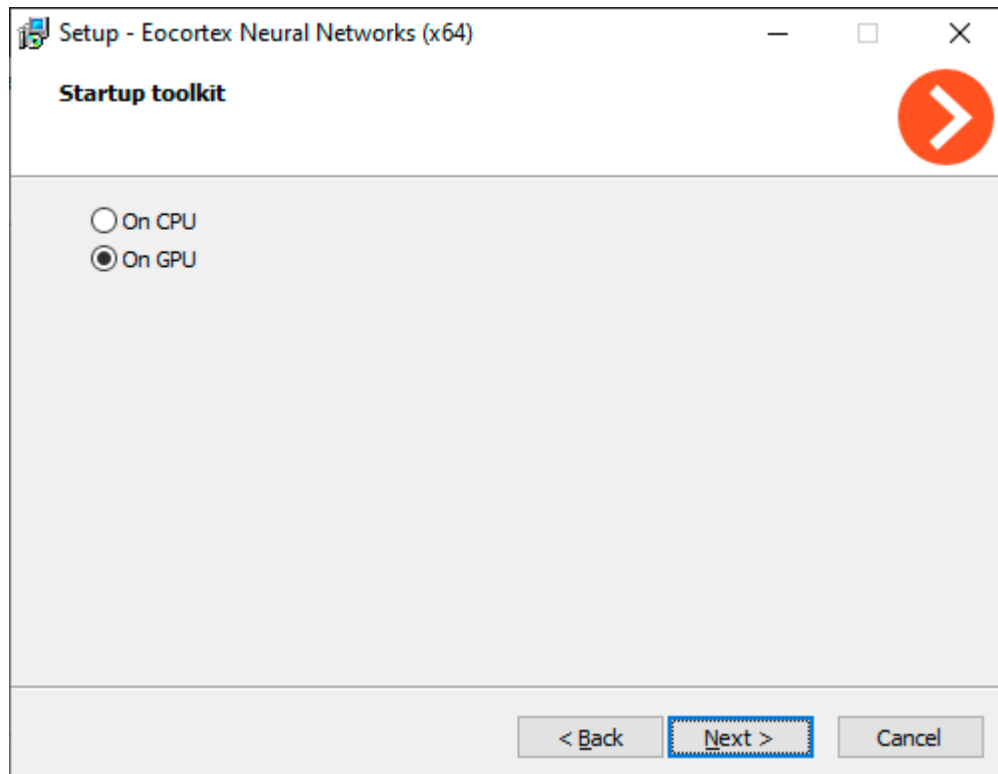 Setup - Eocortex Neural Networks (x64)
Startup toolkit
On CPU
On GPU
< Back
Next >
Cancel